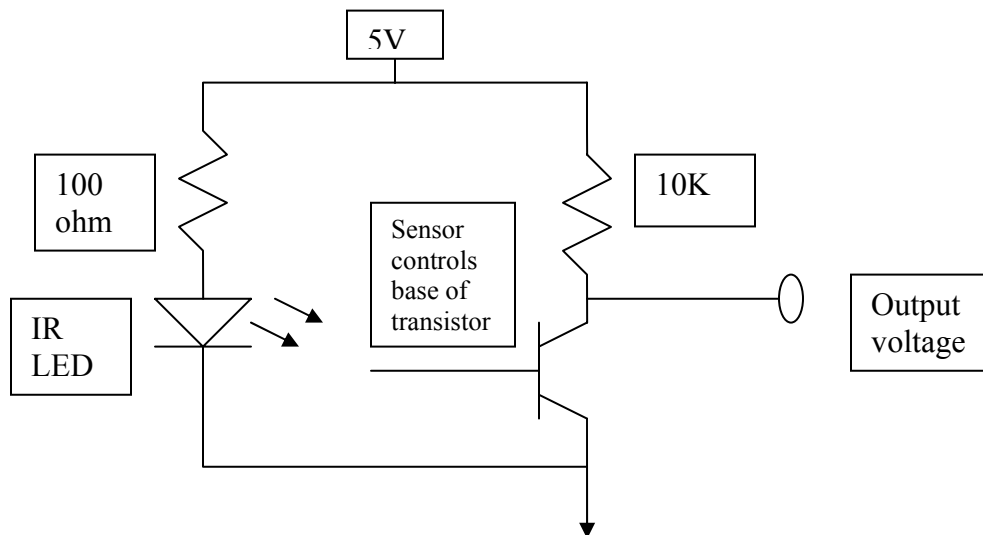 5V
100
ohm
10K
Sensor
controls
base of
transistor
IR
LED
Output
voltage